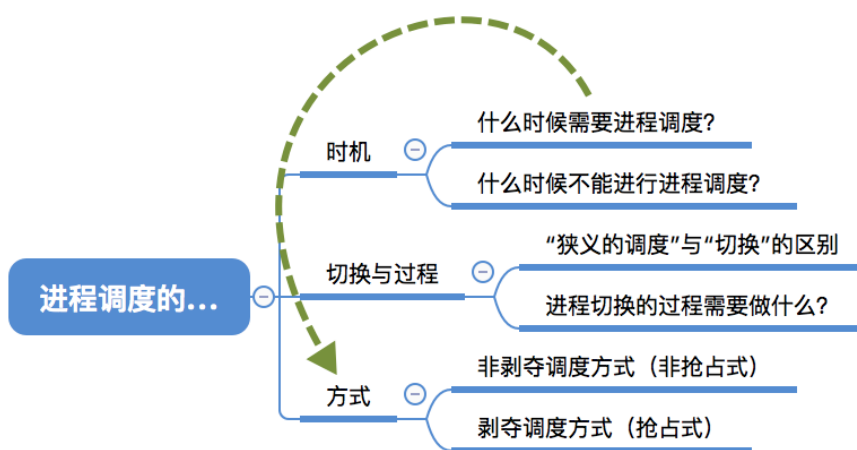 什么时候需要进程调度？
时机
什么时候不能进行进程调度？
“狭义的调度”与“切换”的区别
切换与过程
进程调度的...
进程切换的过程需要做什么？
非剥夺调度方式（非抢占式）
方式
剥夺调度方式（抢占式）